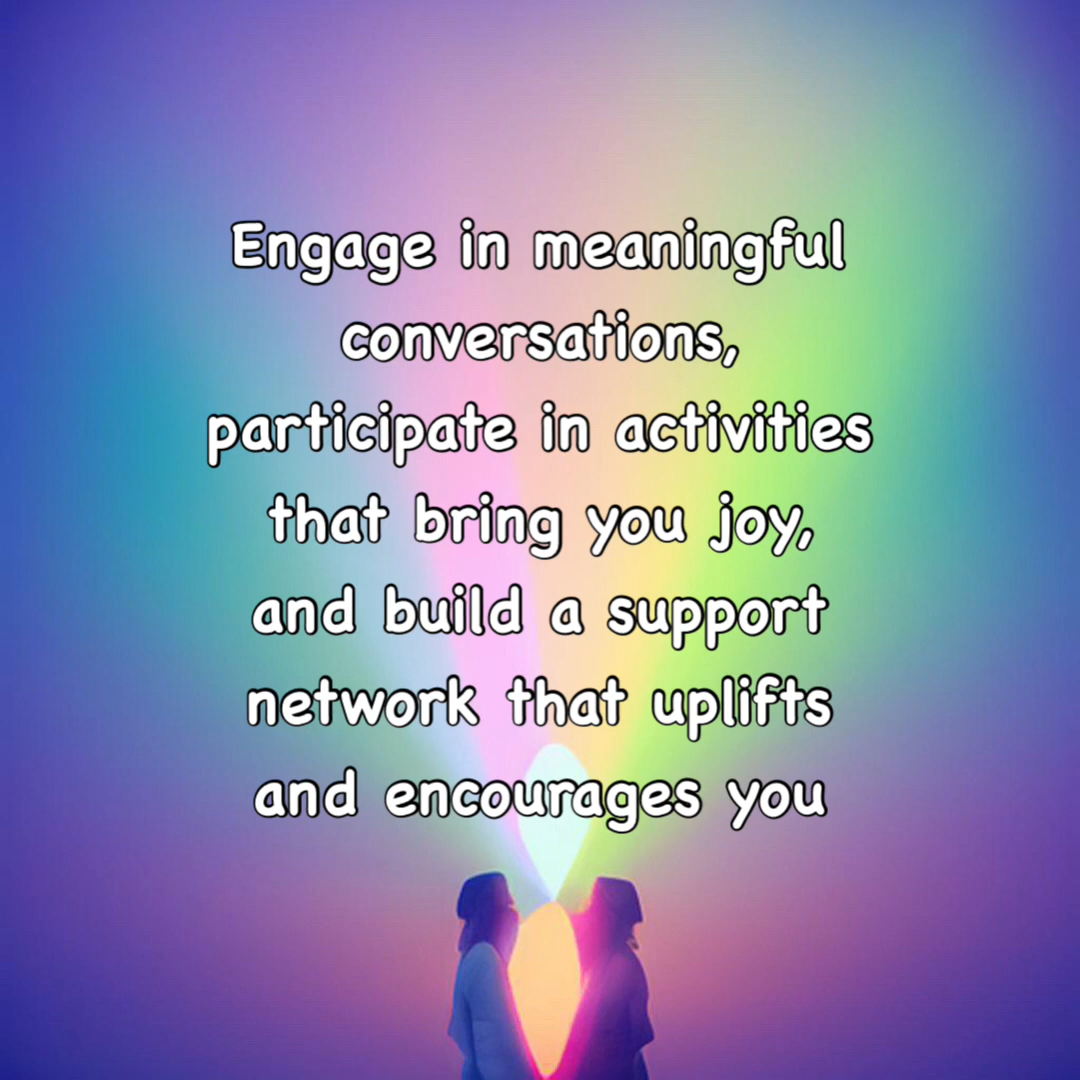 Engage in meaningful
conversations,
participate in activities
that bring you joy,
and build a support
network that uplifts
and encourages you